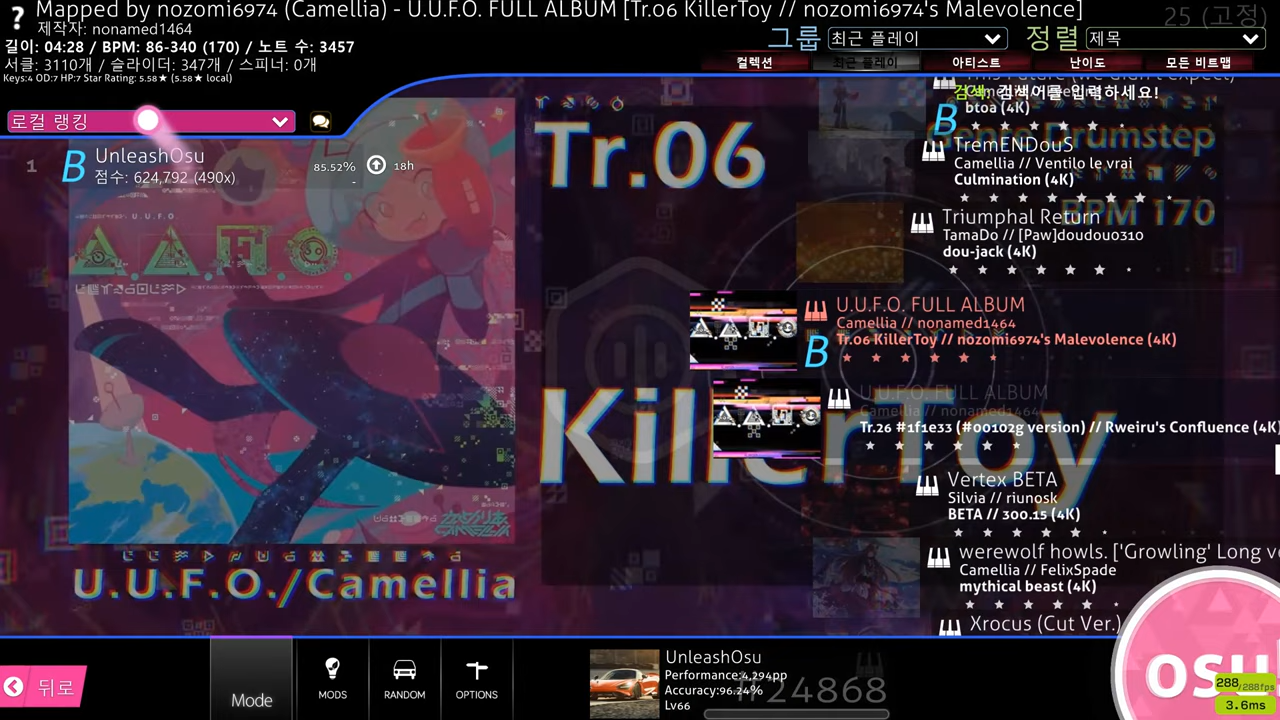 ?
Mapped by nozomi6974 (Camellia) - U.U.F.O. FULL ALBUM [Tr.06 KillerToy // nozomi6974's Malevolence]
제작자: nonamed1464
길이: 04:28 / BPM: 86-340 (170) / 노트 수: 3457
서클: 3110개 / 슬라이더: 347개 / 스피너: 0개
Keys:4 OD:7 HP:7 Star Rating: 5.58★ (5.58★ local)
25 (고정)
그룹 최근 플레이 정렬 제목
컬렉션 최근 플레이 아티스트 난이도 모든 비트맵
로컬 랭킹
1 B UnleashOsu
점수: 624,792 (490x)
85.52% 18h
-
U.U.F.O.
U.U.F.O./Camellia
Tr.06
KillerToy
Drumstep
BPM 170
검색: 검색어를 입력하세요!
B btoa (4K)
TremENDouS
Camellia // Ventilo le vrai
Culmination (4K)
Triumphal Return
TamaDo // [Paw]doudou0310
dou-jack (4K)
U.U.F.O. FULL ALBUM
Camellia // nonamed1464
B Tr.06 KillerToy // nozomi6974's Malevolence (4K)
U.U.F.O. FULL ALBUM
Camellia // nonamed1464
Tr.26 #1f1e33 (#00102g version) // Rweiru's Confluence (4K)
Vertex BETA
Silvia // riunosk
BETA // 300.15 (4K)
werewolf howls. ['Growling' Long v
Camellia // FelixSpade
mythical beast (4K)
Xrocus (Cut Ver.)
뒤로
Mode
MODS
RANDOM
OPTIONS
UnleashOsu
Performance:4,294pp
Accuracy:96.24%
Lv66
#24868
osu
288/288fps
3.6ms